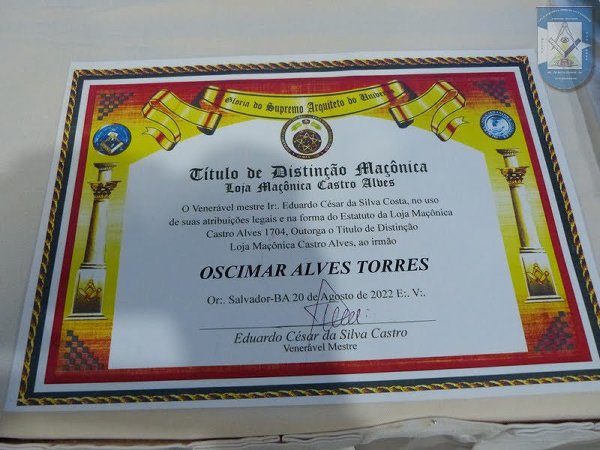 Gloria do Supremo Arquiteto do Univer
Título de Distinção Maçônica
Loja Maçônica Castro Alves
O Venerável mestre Ir:. Eduardo César da Silva Costa, no uso
de suas atribuições legais e na forma do Estatuto da Loja Maçônica
Castro Alves 1704, Outorga o Título de Distinção
Loja Maçônica Castro Alves, ao irmão
OSCIMAR ALVES TORRES
Or:. Salvador-BA 20 de Agosto de 2022 E:. V:.
Eduardo César da Silva Castro
Venerável Mestre